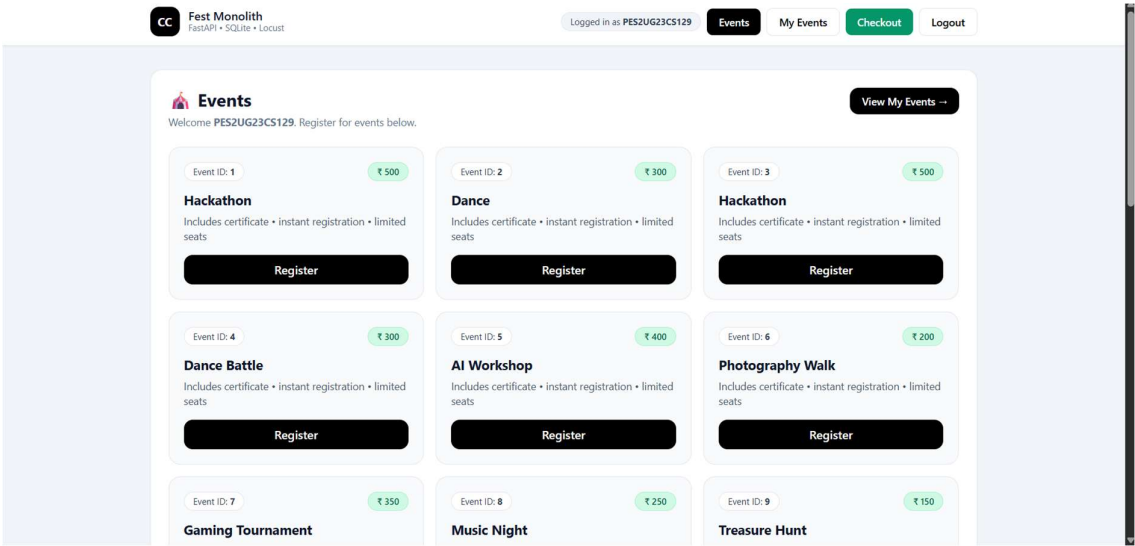 CC
Fest Monolith
FastAPI • SQLite • Locust
Logged in as PES2UG23CS129
Events
My Events
Checkout
Logout
Events
View My Events →
Welcome PES2UG23CS129. Register for events below.
Event ID: 1
₹ 500
Hackathon
Includes certificate • instant registration • limited
seats
Register
Event ID: 2
₹ 300
Dance
Includes certificate • instant registration • limited
seats
Register
Event ID: 3
₹ 500
Hackathon
Includes certificate • instant registration • limited
seats
Register
Event ID: 4
₹ 300
Dance Battle
Includes certificate • instant registration • limited
seats
Register
Event ID: 5
₹ 400
AI Workshop
Includes certificate • instant registration • limited
seats
Register
Event ID: 6
₹ 200
Photography Walk
Includes certificate • instant registration • limited
seats
Register
Event ID: 7
₹ 350
Gaming Tournament
Event ID: 8
₹ 250
Music Night
Event ID: 9
₹ 150
Treasure Hunt